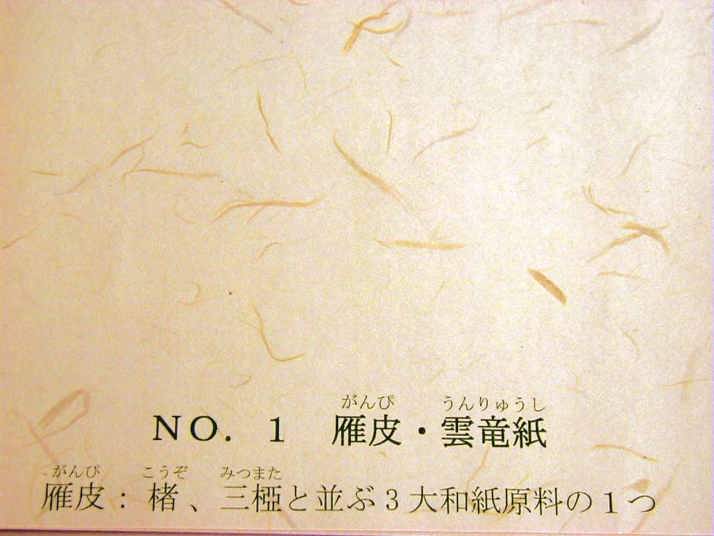 がんぴ うんりゅうし
NO. 1 雁皮・雲竜紙
がんぴ こうぞ みつまた
雁皮: 楮、三椏と並ぶ3大和紙原料の1つ